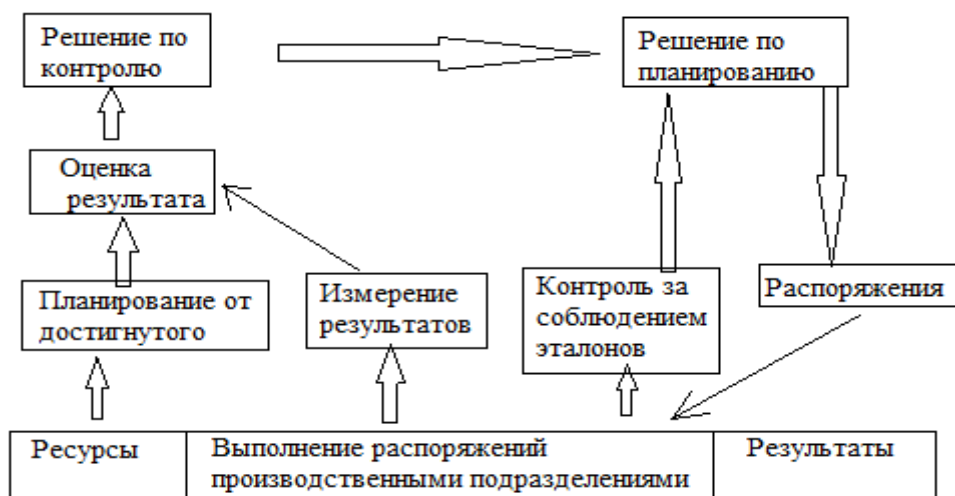 Решение по
контролю
Решение по
планированию
Оценка
результата
Планирование от
достигнутого
Измерение
результатов
Контроль за
соблюдением
эталонов
Распоряжения
Ресурсы
Выполнение распоряжений
производственными подразделениями
Результаты